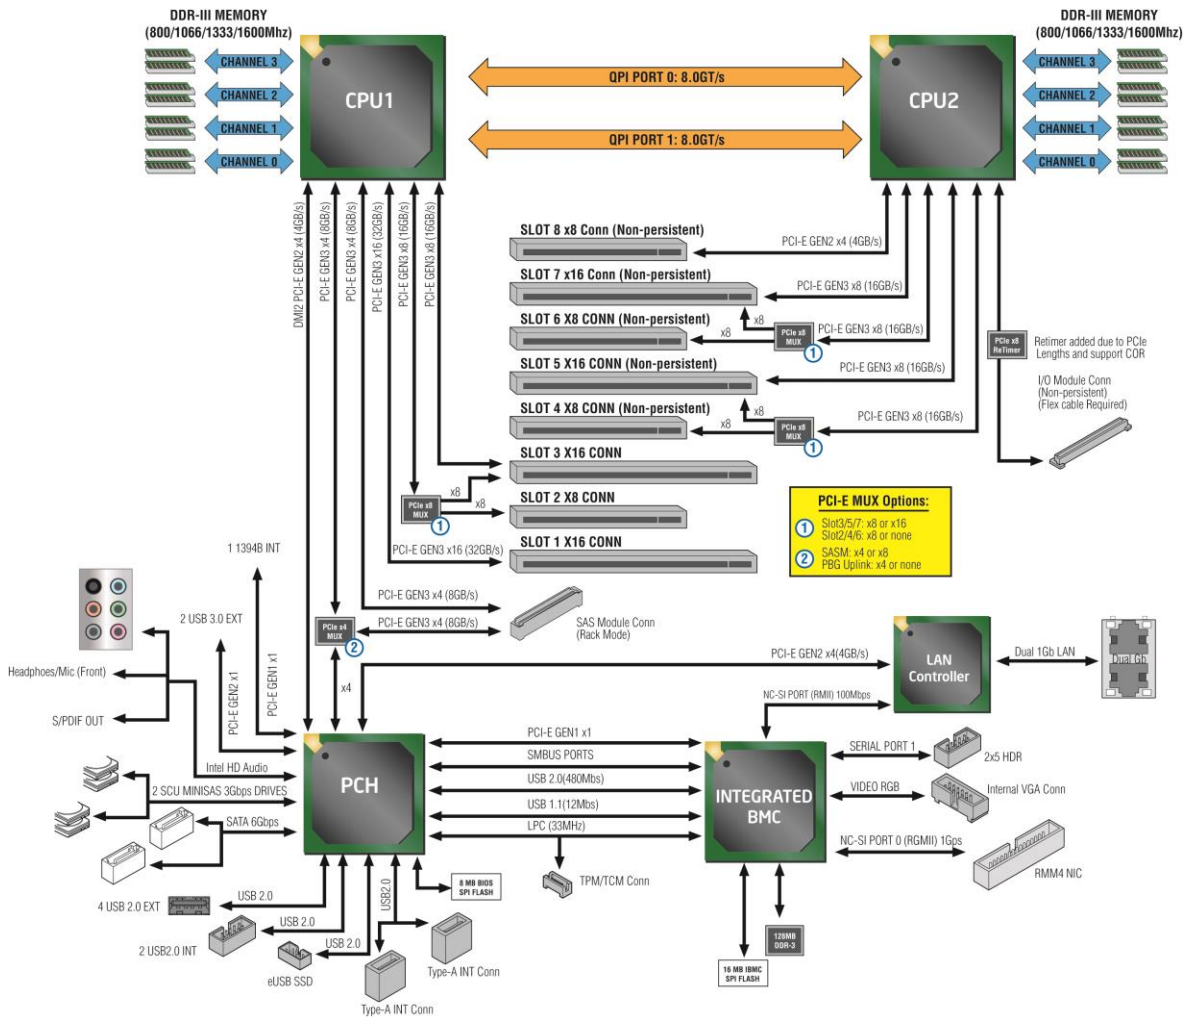 DDR-III MEMORY
(800/1066/1333/1600Mhz)
CHANNEL 3
CHANNEL 2
CHANNEL 1
CHANNEL 0
CPU1
QPI PORT 0: 8.0GT/s
QPI PORT 1: 8.0GT/s
CPU2
DDR-III MEMORY
(800/1066/1333/1600Mhz)
CHANNEL 3
CHANNEL 2
CHANNEL 1
CHANNEL 0
DMI2 PCI-E GEN2 x4 (4GB/s)
PCI-E GEN3 x4 (8GB/s)
PCI-E GEN3 x4 (8GB/s)
PCI-E GEN3 x16 (32GB/s)
PCI-E GEN3 x8 (16GB/s)
PCI-E GEN3 x8 (16GB/s)
SLOT 8 x8 Conn (Non-persistent)
PCI-E GEN2 x4 (4GB/s)
SLOT 7 x16 Conn (Non-persistent)
PCI-E GEN3 x8 (16GB/s)
SLOT 6 X8 CONN (Non-persistent)
x8
x8
PCIe x8
MUX
1
PCI-E GEN3 x8 (16GB/s)
SLOT 5 X16 CONN (Non-persistent)
PCI-E GEN3 x8 (16GB/s)
SLOT 4 X8 CONN (Non-persistent)
x8
x8
PCIe x8
MUX
1
PCI-E GEN3 x8 (16GB/s)
PCIe x8
ReTimer
Retimer added due to PCIe
Lengths and support COR
I/O Module Conn
(Non-persistent)
(Flex cable Required)
SLOT 3 X16 CONN
x8
x8
PCIe x8
MUX
1
SLOT 2 X8 CONN
SLOT 1 X16 CONN
PCI-E GEN3 x16 (32GB/s)
PCI-E MUX Options:
1
Slot3/5/7: x8 or x16
Slot2/4/6: x8 or none
2
SASM: x4 or x8
PBG Uplink: x4 or none
PCI-E GEN3 x4 (8GB/s)
PCI-E GEN3 x4 (8GB/s)
PCIe x4
MUX
2
x4
SAS Module Conn
(Rack Mode)
1 1394B INT
2 USB 3.0 EXT
PCI-E GEN2 x1
PCI-E GEN1 x1
Headphoes/Mic (Front)
S/PDIF OUT
Intel HD Audio
2 SCU MINISAS 3Gbps DRIVES
SATA 6Gbps
PCH
PCI-E GEN2 x4(4GB/s)
LAN
Controller
Dual 1Gb LAN
Dual Gb
NC-SI PORT (RMII) 100Mbps
PCI-E GEN1 x1
SMBUS PORTS
USB 2.0(480Mbs)
USB 1.1(12Mbs)
LPC (33MHz)
INTEGRATED
BMC
SERIAL PORT 1
2x5 HDR
VIDEO RGB
Internal VGA Conn
NC-SI PORT 0 (RGMII) 1Gps
RMM4 NIC
TPM/TCM Conn
8 MB BIOS
SPI FLASH
USB 2.0
4 USB 2.0 EXT
USB 2.0
2 USB2.0 INT
USB 2.0
eUSB SSD
USB2.0
Type-A INT Conn
Type-A INT Conn
128MB
DDR-3
16 MB IBMC
SPI FLASH